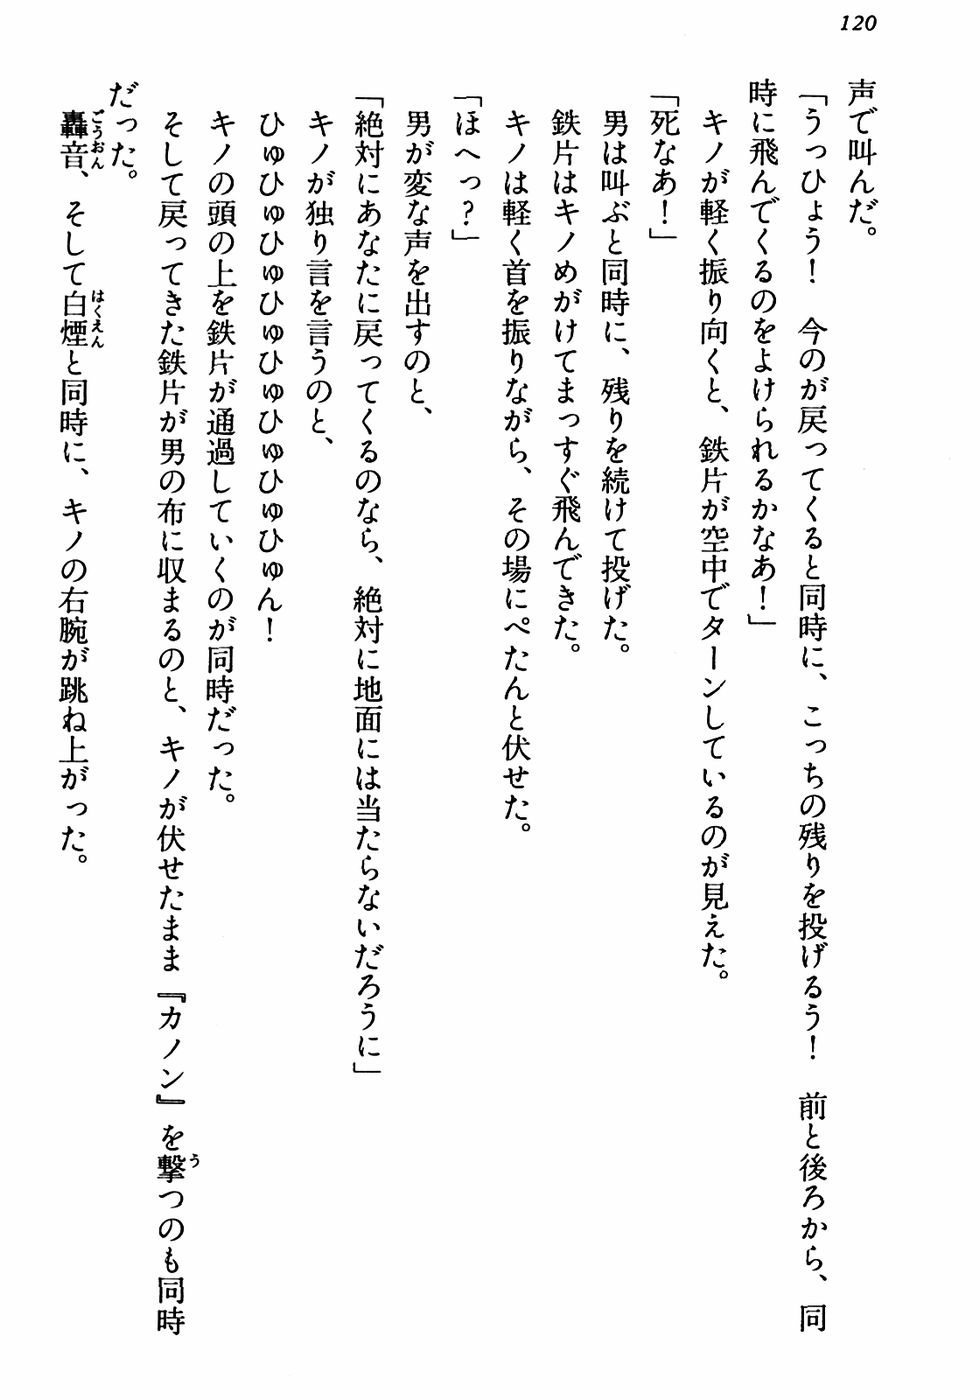 120
声で叫んだ。
「うっひょう！　今のが戻ってくると同時に、こっちの残りを投げるう！　前と後ろから、同
時に飛んでくるのをよけられるかなあ！」
　キノが軽く振り向くと、鉄片が空中でターンしているのが見えた。
「死なあ！」
　男は叫ぶと同時に、残りを続けて投げた。
　鉄片はキノめがけてまっすぐ飛んできた。
　キノは軽く首を振りながら、その場にぺたんと伏せた。
「ほへっ？」
　男が変な声を出すのと、
「絶対にあなたに戻ってくるのなら、絶対に地面には当たらないだろうに」
　キノが独り言を言うのと、
　ひゅひゅひゅひゅひゅひゅひゅひゅん！
　キノの頭の上を鉄片が通過していくのが同時だった。
　そして戻ってきた鉄片が男の布に収まるのと、キノが伏せたまま『カノン』を撃つのも同時
だった。
　轟音、そして白煙と同時に、キノの右腕が跳ね上がった。